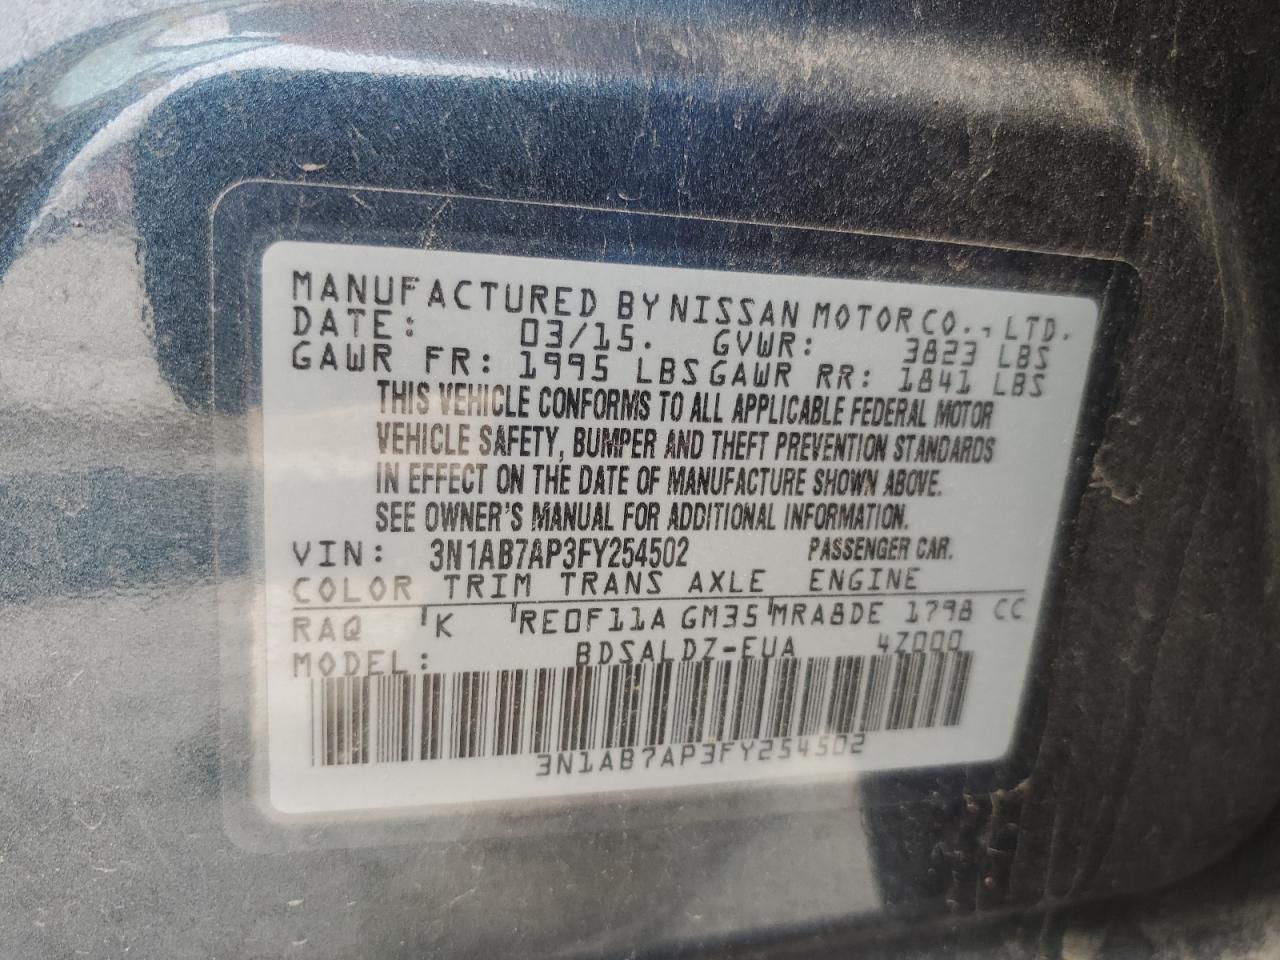 MANUFACTURED BY NISSAN MOTOR CO., LTD.
DATE: 03/15. GVWR: 3823 LBS
GAWR FR: 1995 LBS GAWR RR: 1841 LBS
THIS VEHICLE CONFORMS TO ALL APPLICABLE FEDERAL MOTOR
VEHICLE SAFETY, BUMPER AND THEFT PREVENTION STANDARDS
IN EFFECT ON THE DATE OF MANUFACTURE SHOWN ABOVE.
SEE OWNER'S MANUAL FOR ADDITIONAL INFORMATION.
VIN: 3N1AB7AP3FY254502 PASSENGER CAR.
COLOR TRIM TRANS AXLE ENGINE
RAQ K RE0F11A GM35 MRA8DE 1798 CC
MODEL: BDSALDZ-EUA 4Z000
3N1AB7AP3FY254502